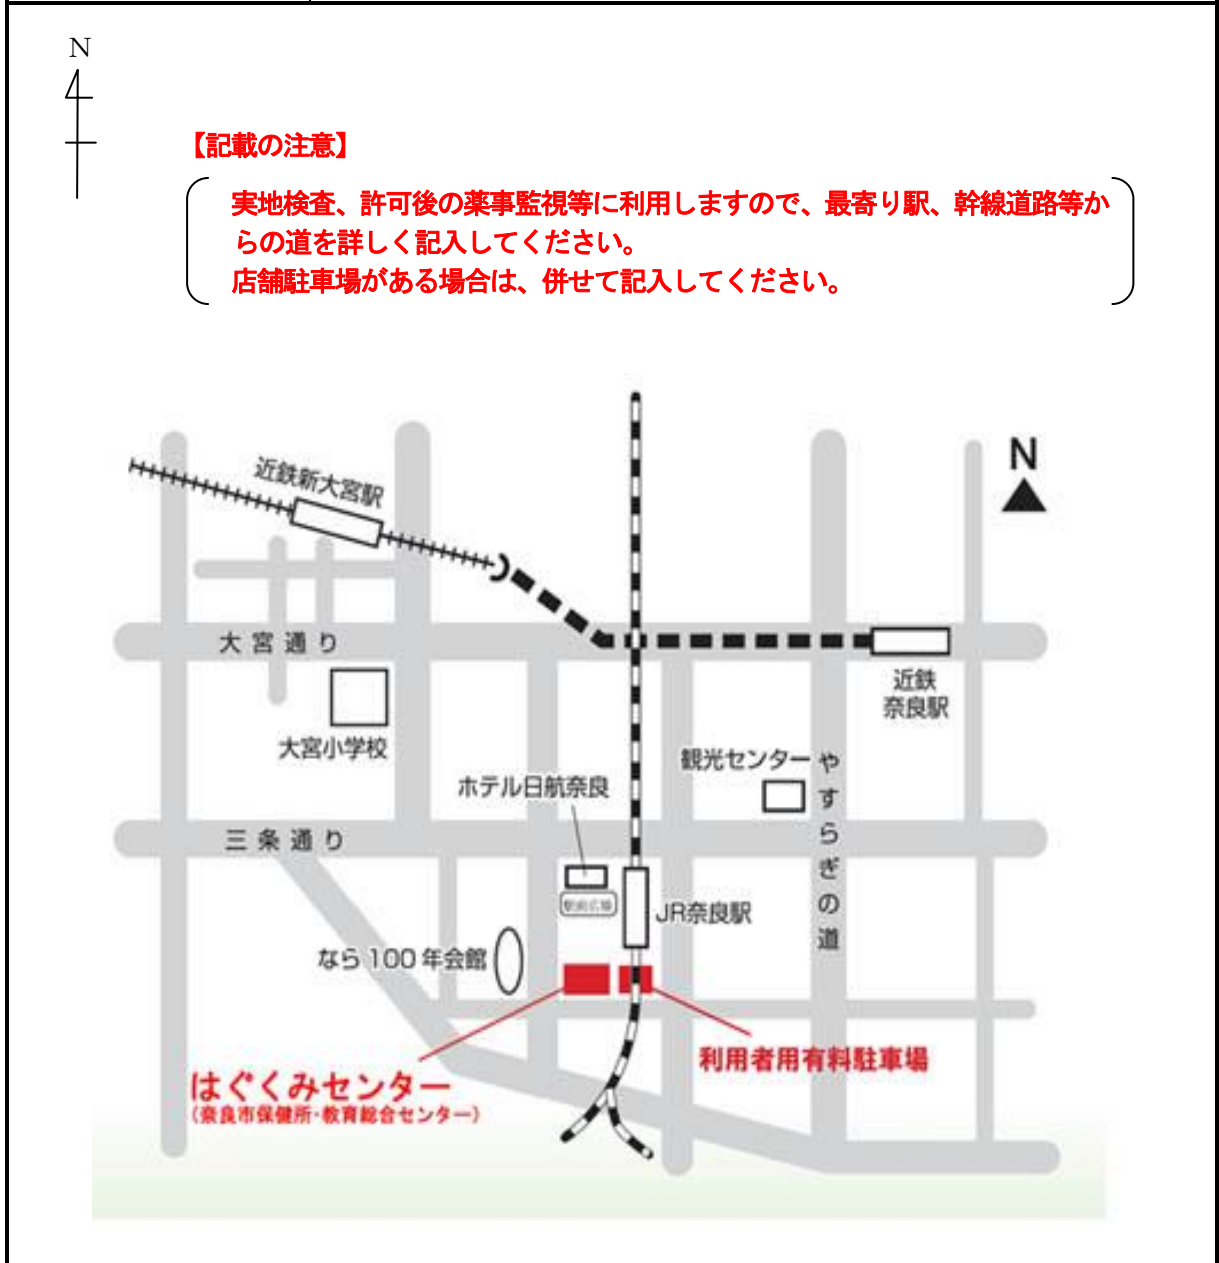 N
【記載の注意】
実地検査、許可後の薬事監視等に利用しますので、最寄り駅、幹線道路等か
らの道を詳しく記入してください。
店舗駐車場がある場合は、併せて記入してください。
N
近鉄新大宮駅
大宮通り
近鉄
奈良駅
大宮小学校
観光センター
やすらぎの道
ホテル日航奈良
三条通り
駅前広場
JR奈良駅
なら100年会館
利用者用有料駐車場
はぐくみセンター
（奈良市保健所・教育総合センター）